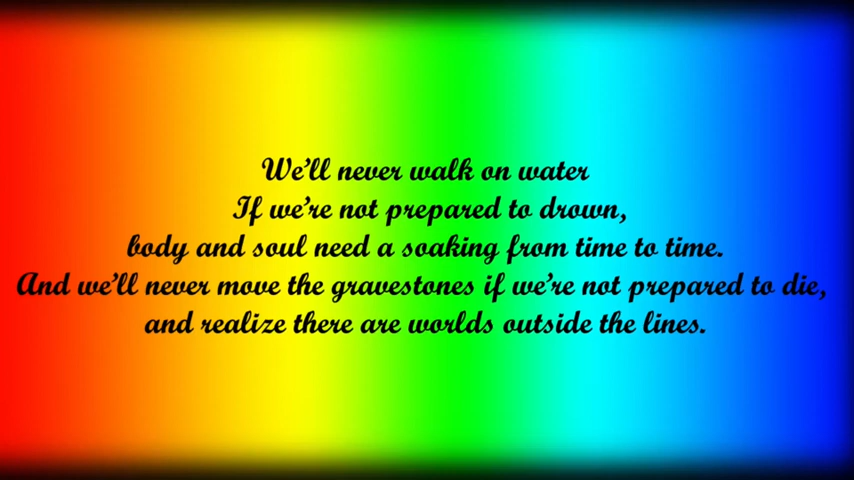 We'll never walk on water
If we're not prepared to drown,
body and soul need a soaking from time to time.
And we'll never move the gravestones if we're not prepared to die,
and realize there are worlds outside the lines.